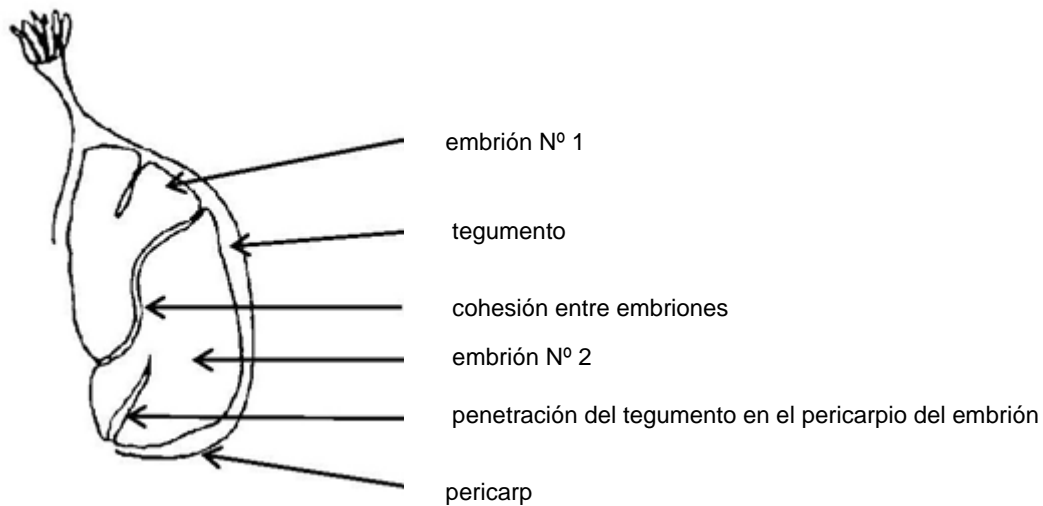 embrión Nº 1
tegumento
cohesión entre embriones
embrión Nº 2
penetración del tegumento en el pericarpio del embrión
pericarp